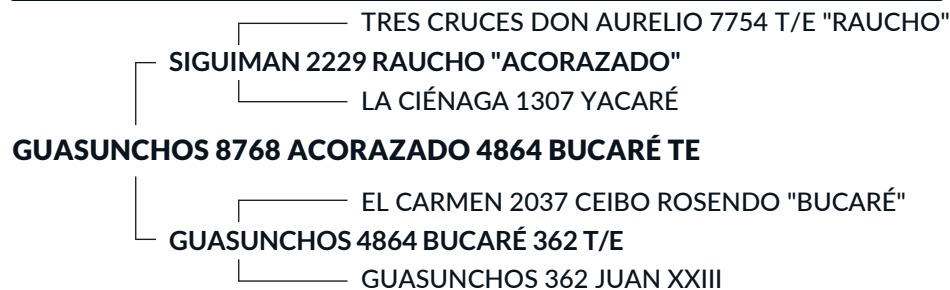 TRES CRUCES DON AURELIO 7754 T/E "RAUCHO"
SIGUIMAN 2229 RAUCHO "ACORAZADO"
LA CIÉNAGA 1307 YACARÉ
GUASUNCHOS 8768 ACORAZADO 4864 BUCARÉ TE
EL CARMEN 2037 CEIBO ROSENDO "BUCARÉ"
GUASUNCHOS 4864 BUCARÉ 362 T/E
GUASUNCHOS 362 JUAN XXIII